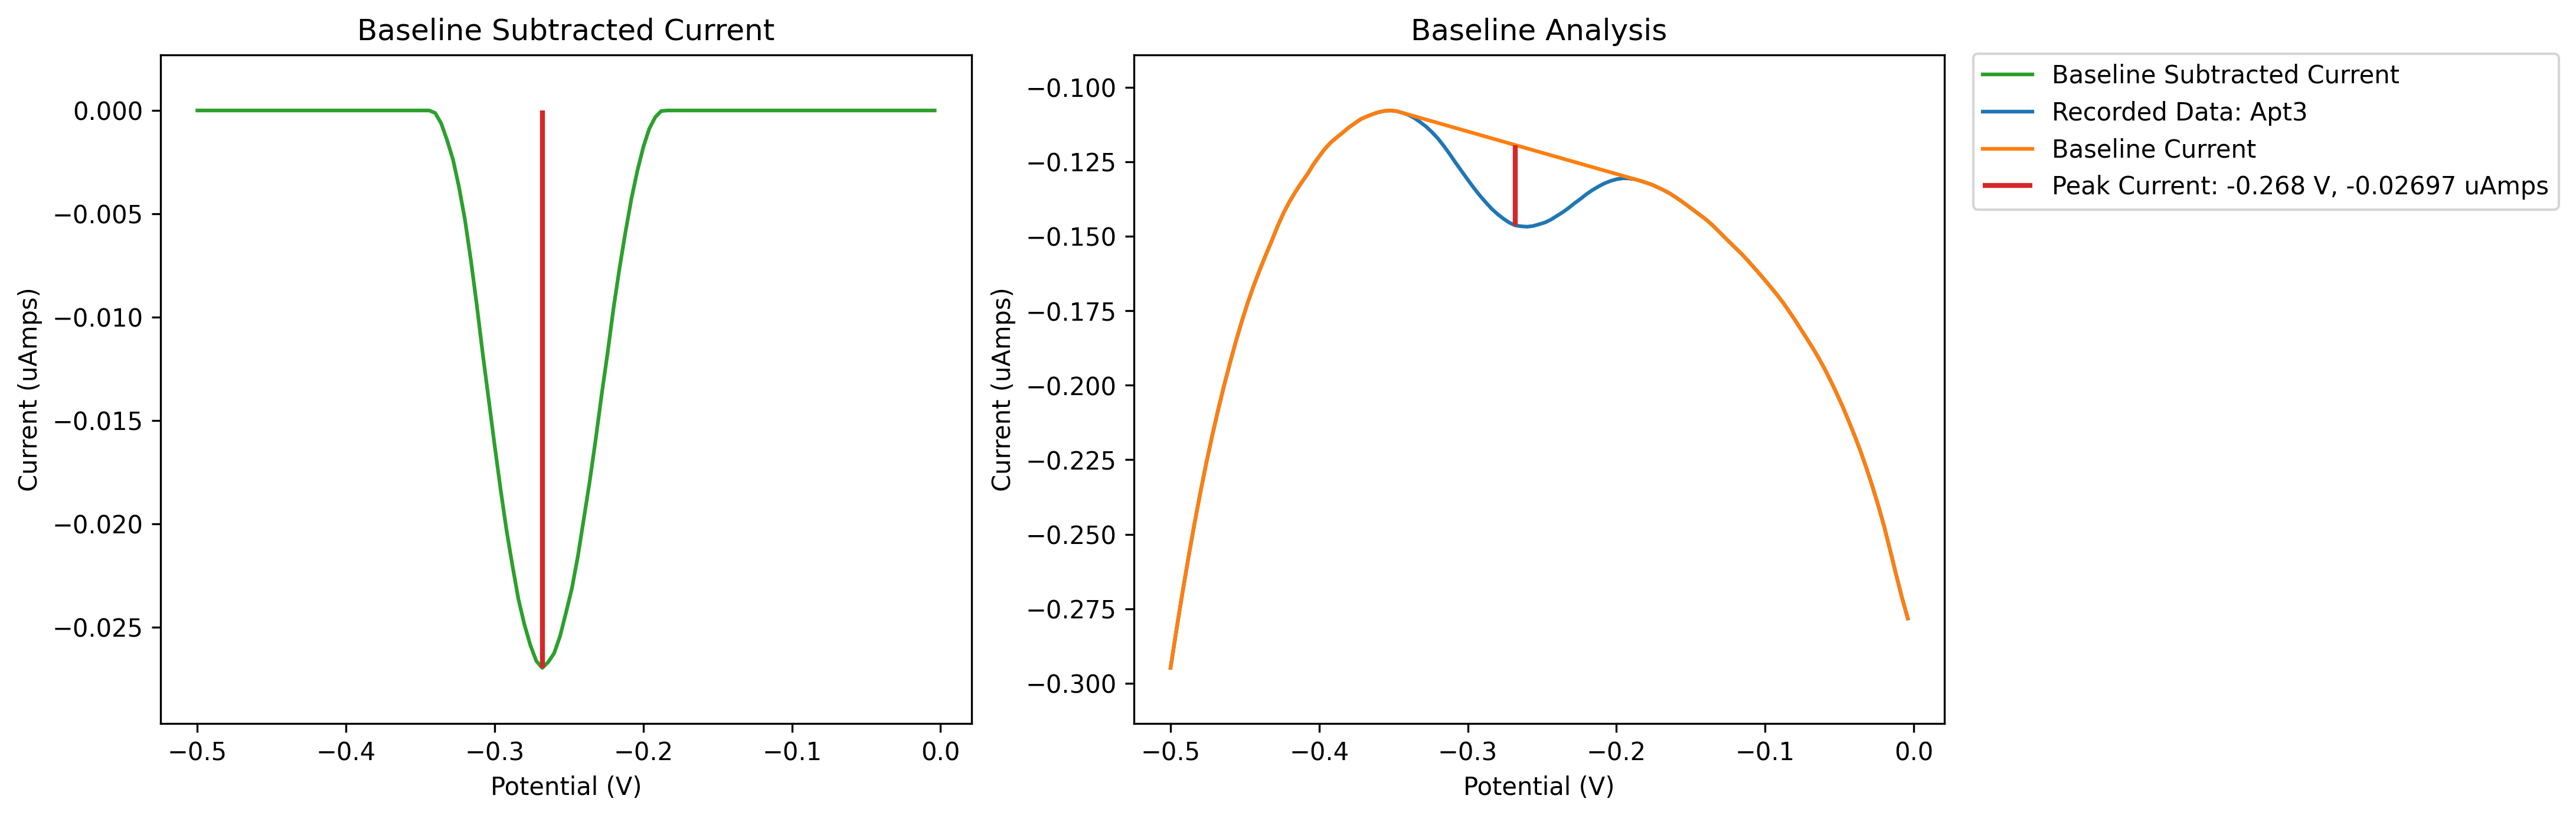 Baseline Subtracted Current
0.000
−0.005
−0.010
−0.015
−0.020
−0.025
Current (uAmps)
−0.5 −0.4 −0.3 −0.2 −0.1 0.0
Potential (V)
Baseline Analysis
−0.100
−0.125
−0.150
−0.175
−0.200
−0.225
−0.250
−0.275
−0.300
Current (uAmps)
−0.5 −0.4 −0.3 −0.2 −0.1 0.0
Potential (V)
Baseline Subtracted Current
Recorded Data: Apt3
Baseline Current
Peak Current: -0.268 V, -0.02697 uAmps